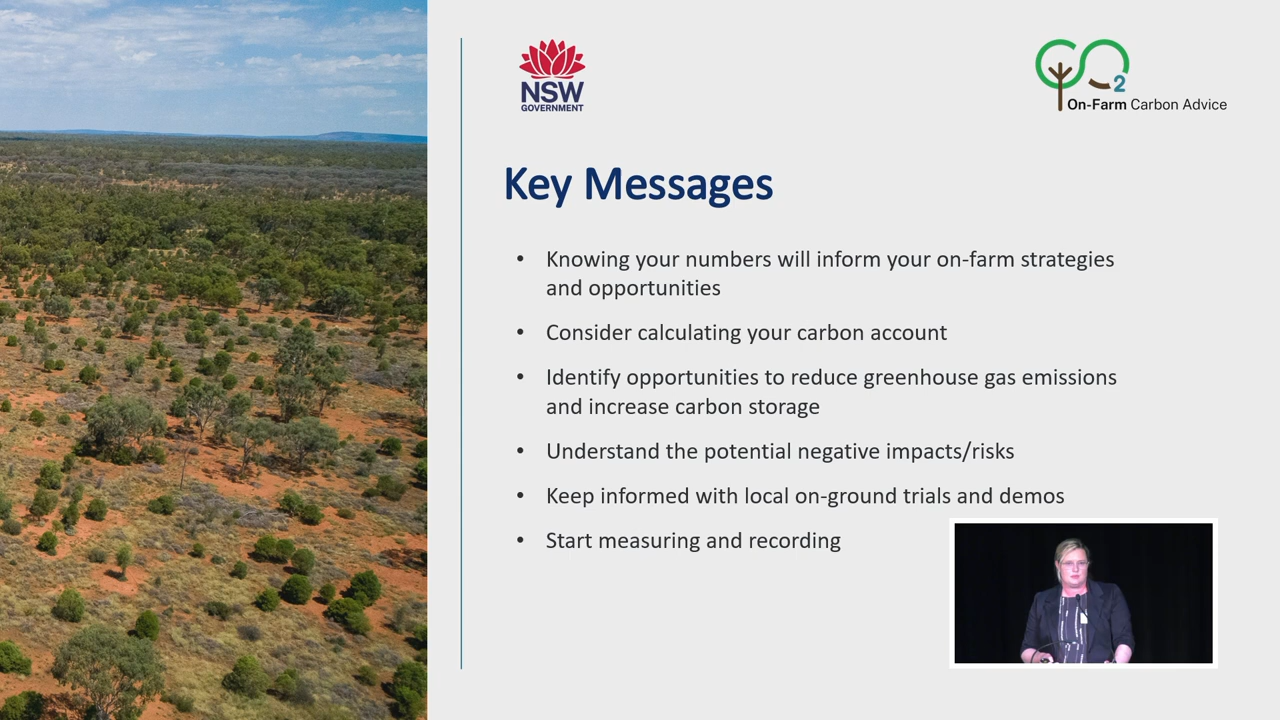 NSW
GOVERNMENT
CO2
On-Farm Carbon Advice
Key Messages
• Knowing your numbers will inform your on-farm strategies
and opportunities
• Consider calculating your carbon account
• Identify opportunities to reduce greenhouse gas emissions
and increase carbon storage
• Understand the potential negative impacts/risks
• Keep informed with local on-ground trials and demos
• Start measuring and recording